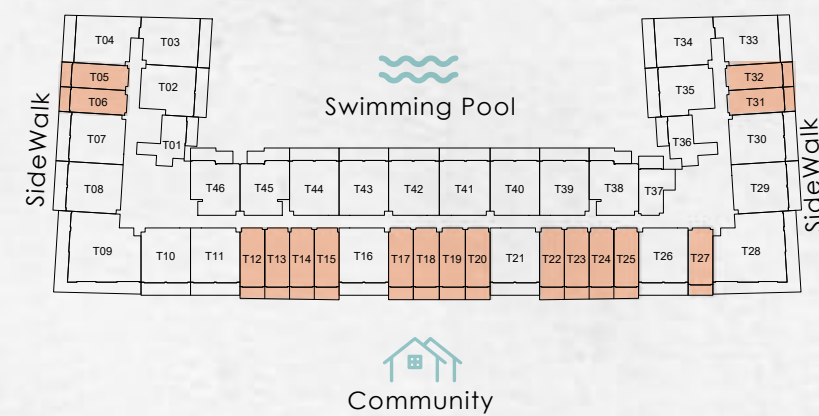 T04 T03 T34 T33
Swimming Pool
T05 T02 T35 T32
T06 T31
T07 T01 T36 T30
SideWalk
SideWalk
T08 T46 T45 T44 T43 T42 T41 T40 T39 T38 T37 T29
T09 T10 T11 T12 T13 T14 T15 T16 T17 T18 T19 T20 T21 T22 T23 T24 T25 T26 T27 T28
Community